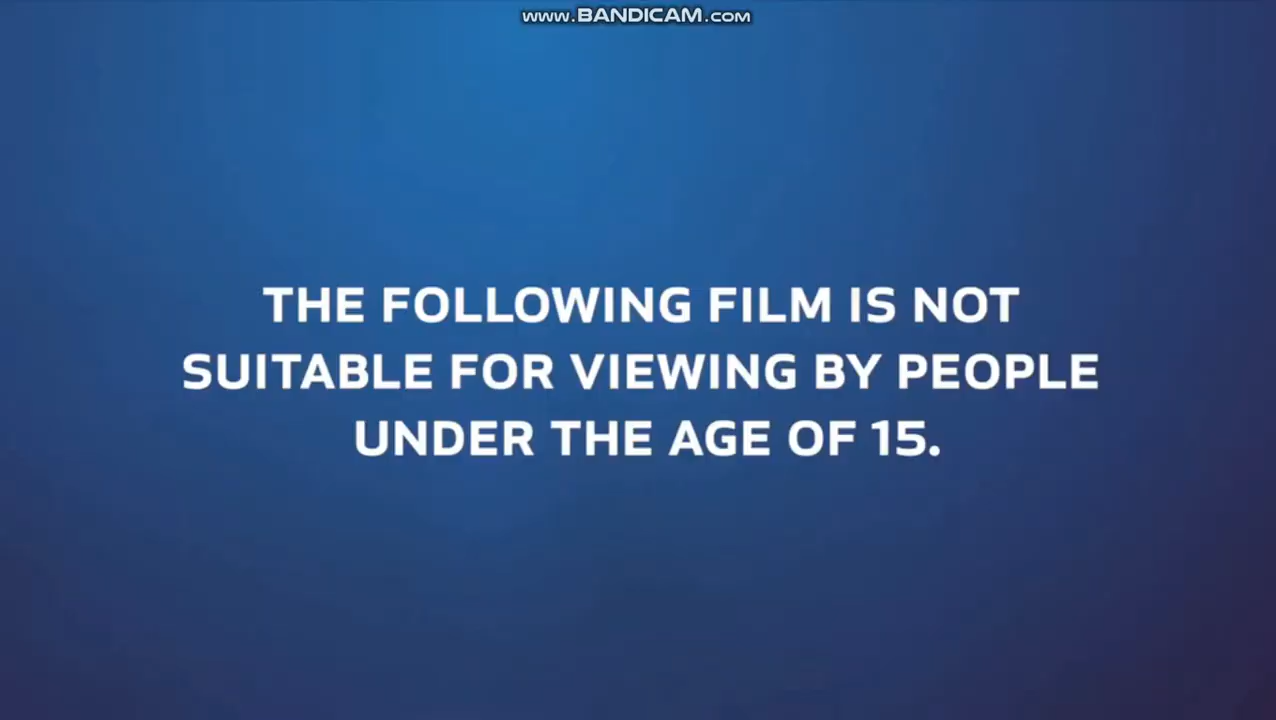 www.BANDICAM.com
THE FOLLOWING FILM IS NOT
SUITABLE FOR VIEWING BY PEOPLE
UNDER THE AGE OF 15.